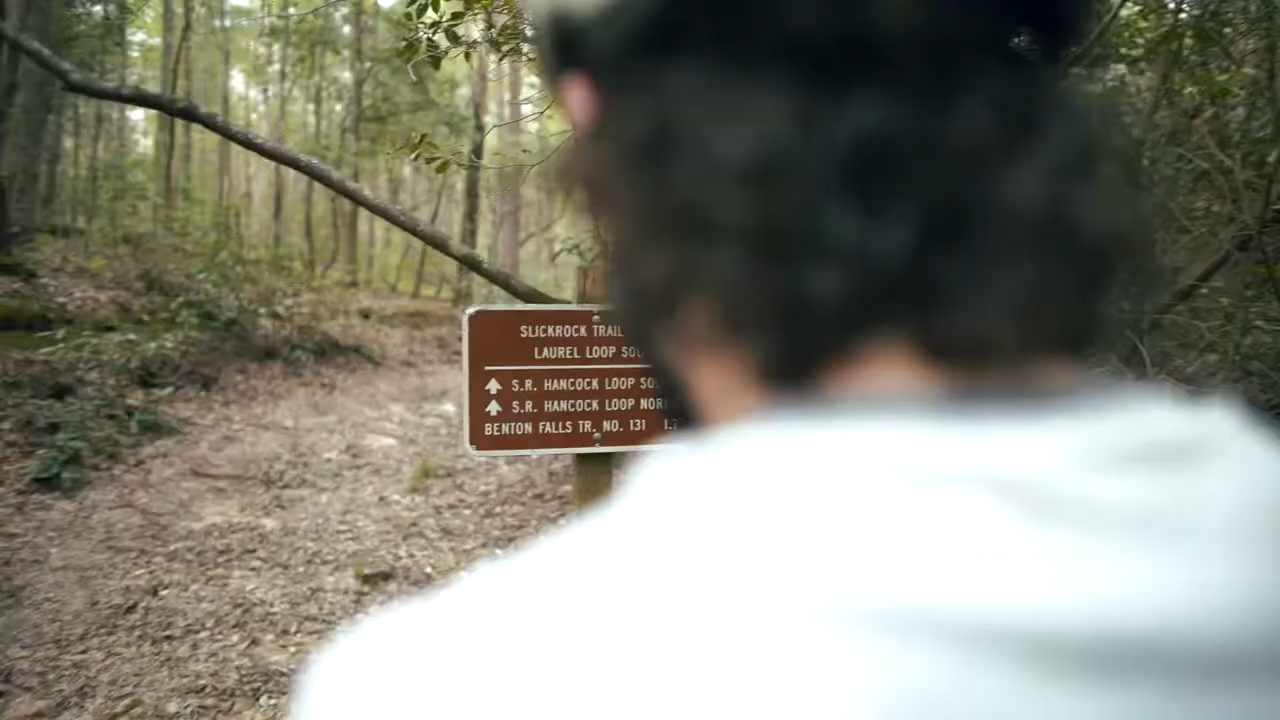 SLICKROCK TRAIL
LAUREL LOOP
S.R. HANCOCK LOOP
S.R. HANCOCK LOOP
BENTON FALLS TR. NO. 131